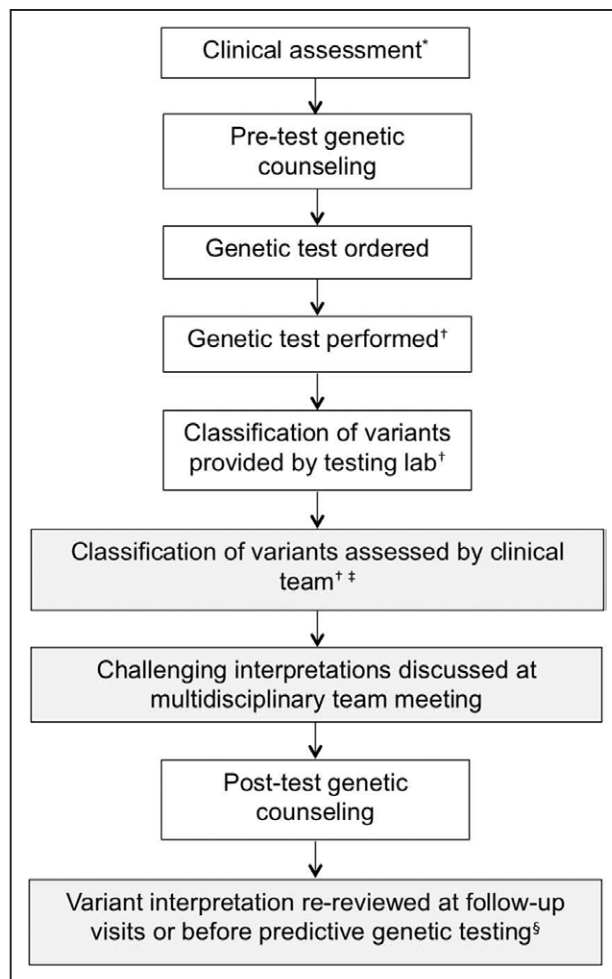 Clinical assessment*
Pre-test genetic
counseling
Genetic test ordered
Genetic test performed†
Classification of variants
provided by testing lab†
Classification of variants assessed by clinical
team† ‡
Challenging interpretations discussed at
multidisciplinary team meeting
Post-test genetic
counseling
Variant interpretation re-reviewed at follow-up
visits or before predictive genetic testing§